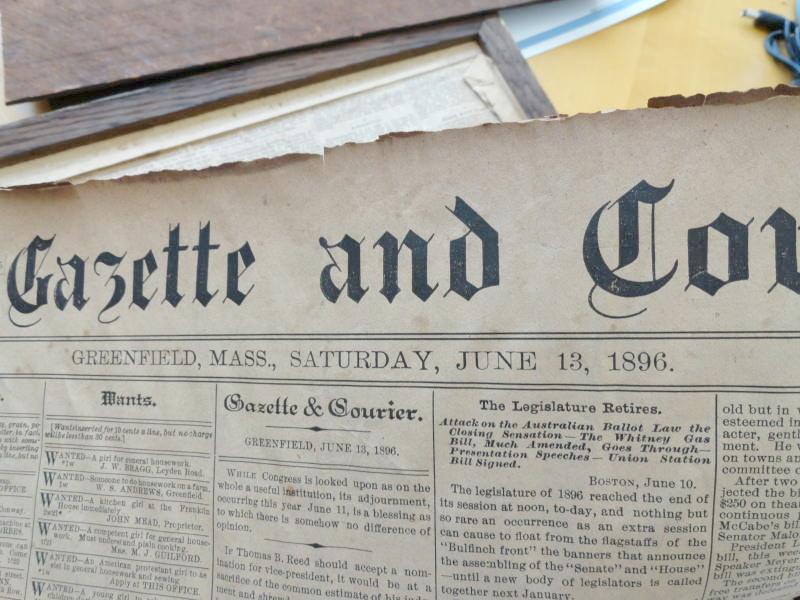 Gazette and Cou
GREENFIELD, MASS., SATURDAY, JUNE 13, 1896.
Wants.
[Wants inserted for 10 cents a line, but no charge
will be less than 30 cents.]
WANTED—A girl for general housework.
*1w J. W. BRAGG, Leyden Road.
WANTED—Someone to do housework on a farm.
1w W. S. ANDREWS, Greenfield.
WANTED—A kitchen girl at the Franklin
House immediately
JOHN MEAD, Proprietor.
WANTED—A competent girl for general house-
work. Must understand plain cooking.
Mrs. M. J. GUILFORD.
WANTED—An American protestant girl to as
sist in general housework and sewing
Apply at THIS OFFICE.
WANTED—A young girl to
Gazette & Courier.
GREENFIELD, JUNE 13, 1896.
WHILE Congress is looked upon as on the
whole a useful institution, its adjournment,
occurring this year June 11, is a blessing as
to which there is somehow no difference of
opinion.
IF Thomas B. Reed should accept a nom-
ination for vice-president, it would be at a
sacrifice of the common estimate of his
The Legislature Retires.
Attack on the Australian Ballot Law the
Closing Sensation—The Whitney Gas
Bill, Much Amended, Goes Through—
Presentation Speeches—Union Station
Bill Signed.
BOSTON, June 10.
The legislature of 1896 reached the end of
its session at noon, to-day, and nothing but
so rare an occurrence as an extra session
can cause to float from the flagstaffs of the
"Bulfinch front" the banners that announce
the assembling of the "Senate" and "House"
—until a new body of legislators is called
together next January.
old but in
esteemed in
acter, gentl
ment. He
on towns an
committee
After two
jected the bi
$250 on thea
continuous
McCabe's bil
Senator Malo
President L
bill, this wee
Speaker Meyer
bill was exting
The second